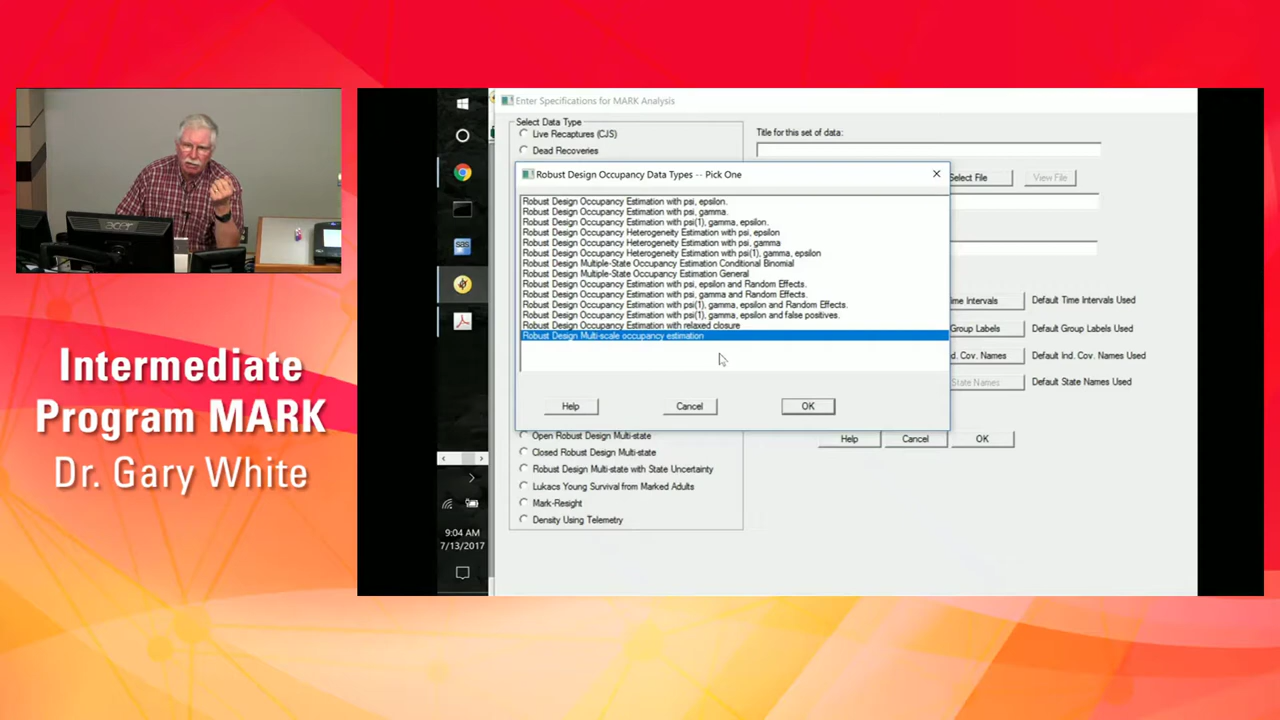 Intermediate
Program MARK
Dr. Gary White
acer
SAS
9:04 AM
7/13/2017
Enter Specifications for MARK Analysis
Select Data Type
Live Recaptures (CJS)
Dead Recoveries
Title for this set of data:
Select File
View File
Robust Design Occupancy Data Types -- Pick One
Robust Design Occupancy Estimation with psi, epsilon.
Robust Design Occupancy Estimation with psi, gamma.
Robust Design Occupancy Estimation with psi(1), gamma, epsilon.
Robust Design Occupancy Heterogeneity Estimation with psi, epsilon
Robust Design Occupancy Heterogeneity Estimation with psi, gamma
Robust Design Occupancy Heterogeneity Estimation with psi(1), gamma, epsilon
Robust Design Multiple-State Occupancy Estimation Conditional Binomial
Robust Design Multiple-State Occupancy Estimation General
Robust Design Occupancy Estimation with psi, epsilon and Random Effects.
Robust Design Occupancy Estimation with psi, gamma and Random Effects.
Robust Design Occupancy Estimation with psi(1), gamma, epsilon and Random Effects.
Robust Design Occupancy Estimation with psi(1), gamma, epsilon and false positives.
Robust Design Occupancy Estimation with relaxed closure
Robust Design Multi-scale occupancy estimation
Help
Cancel
OK
me Intervals
Default Time Intervals Used
Group Labels
Default Group Labels Used
d. Cov. Names
Default Ind. Cov. Names Used
State Names
Default State Names Used
Help
Cancel
OK
Open Robust Design Multi-state
Closed Robust Design Multi-state
Robust Design Multi-state with State Uncertainty
Lukacs Young Survival from Marked Adults
Mark-Resight
Density Using Telemetry